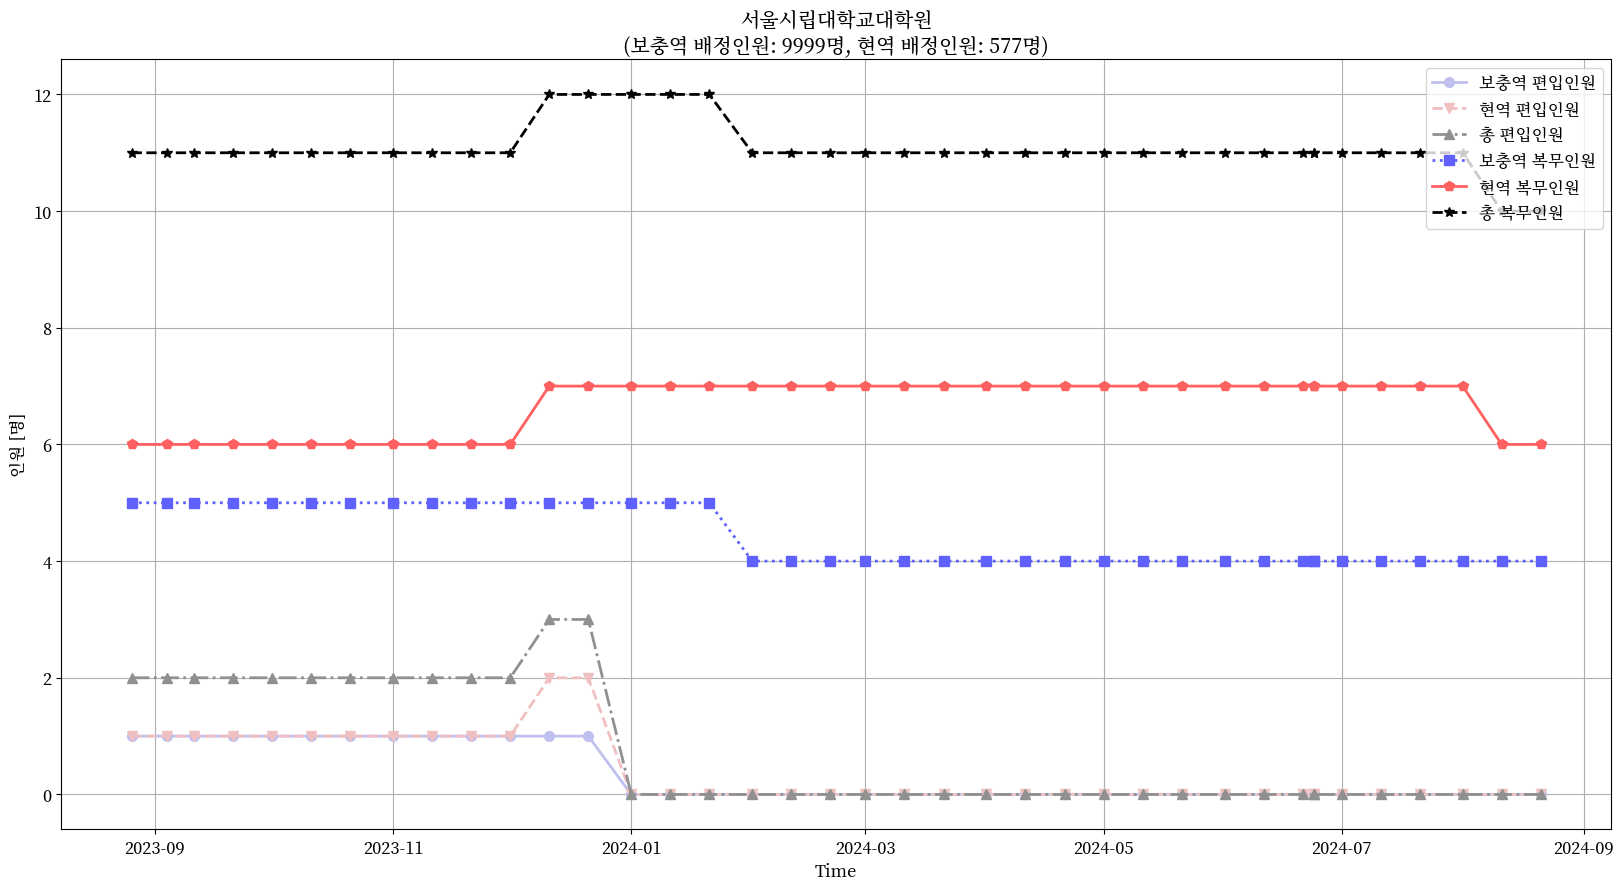 서울시립대학교대학원
(보충역 배정인원: 9999명, 현역 배정인원: 577명)
보충역 편입인원
현역 편입인원
총 편입인원
보충역 복무인원
현역 복무인원
총 복무인원
인원 [명]
12
10
8
6
4
2
0
2023-09
2023-11
2024-01
2024-03
2024-05
2024-07
2024-09
Time